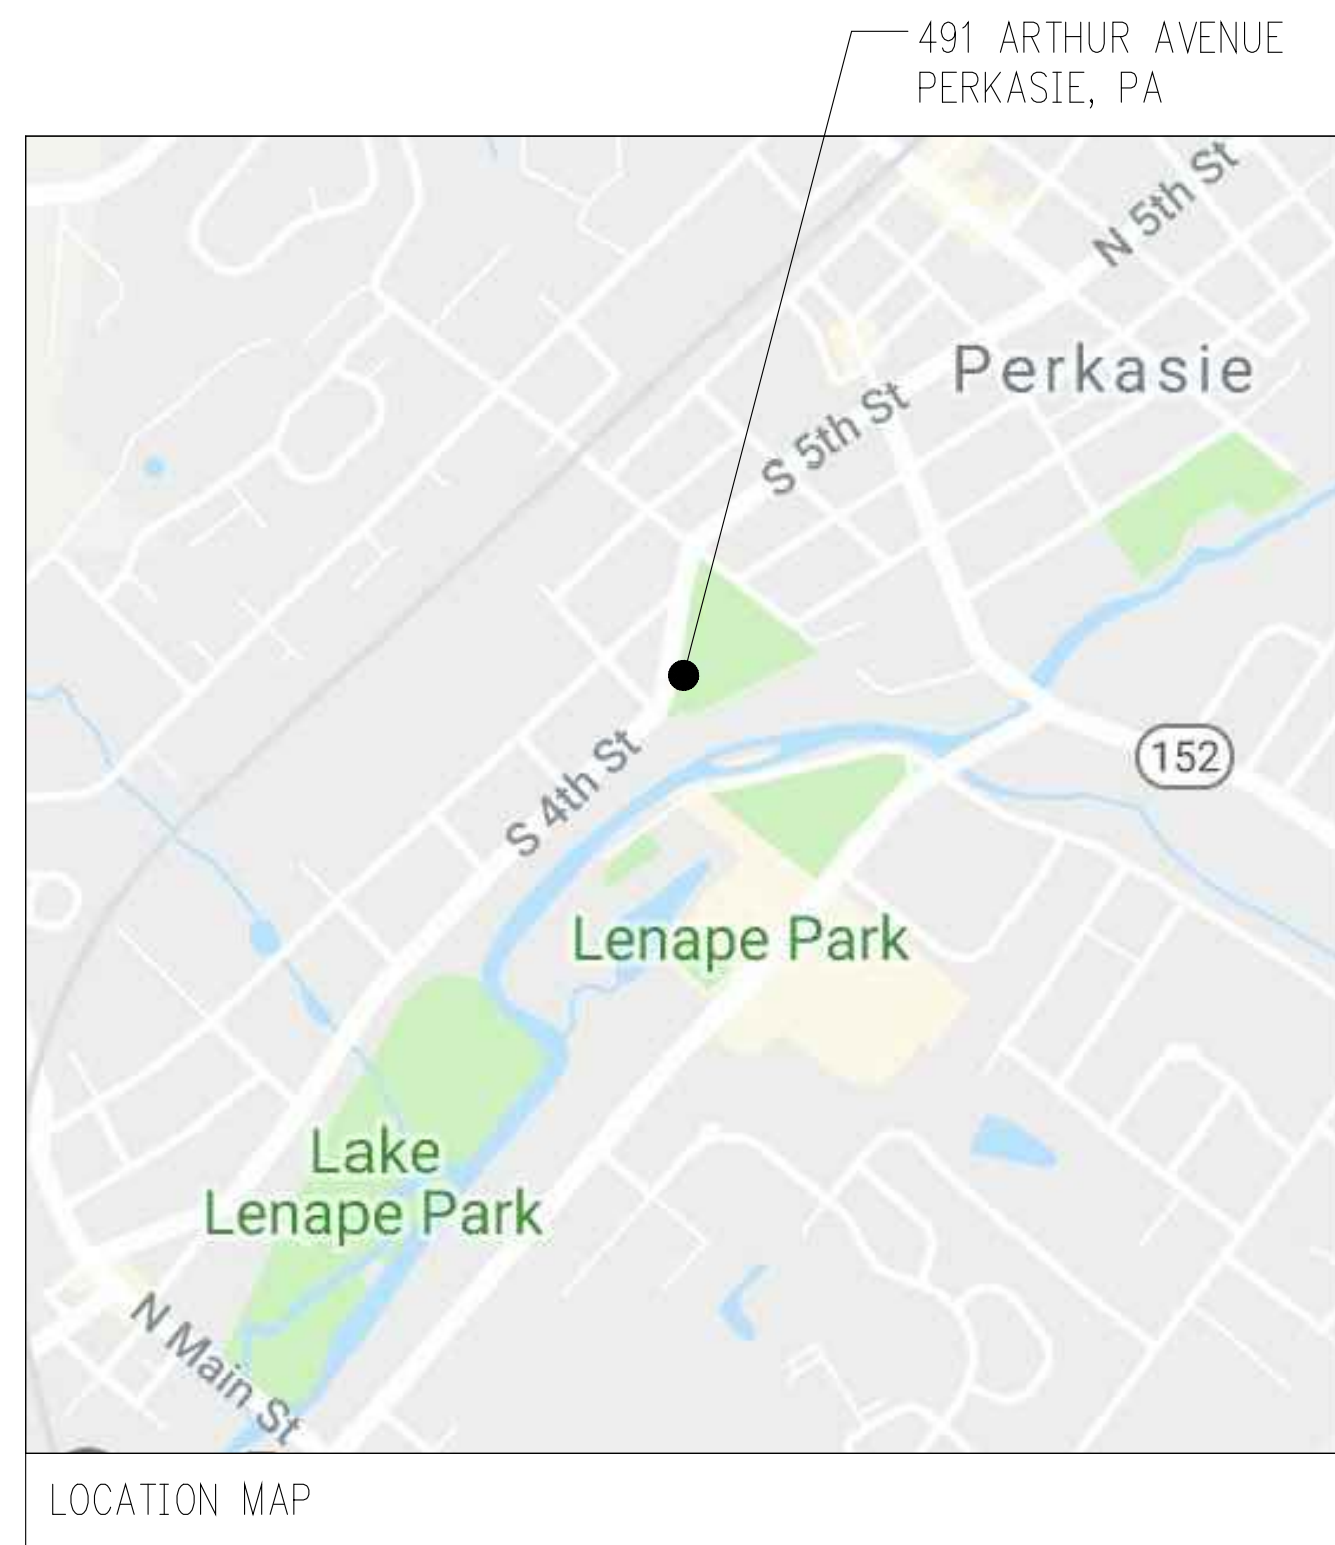 491 ARTHUR AVENUE
PERKASIE, PA
N 5th St
Perkasie
S 5th St
152
S 4th St
Lenape Park
Lake
Lenape Park
N Main St
LOCATION MAP